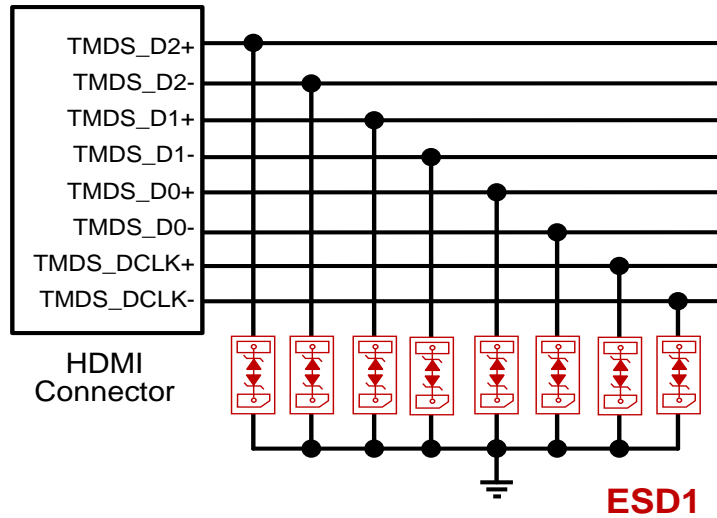 TMDS_D2+
TMDS_D2-
TMDS_D1+
TMDS_D1-
TMDS_D0+
TMDS_D0-
TMDS_DCLK+
TMDS_DCLK-
HDMI
Connector
ESD1